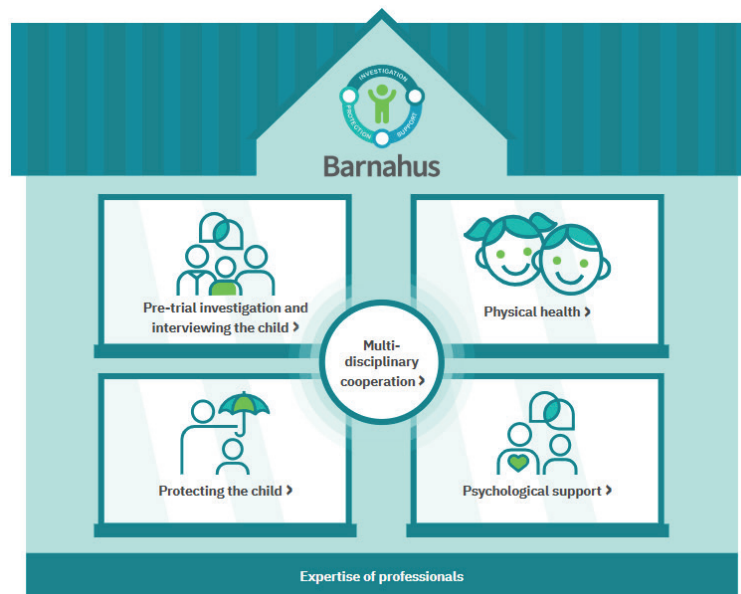 INVESTIGATION
PROTECTION
SUPPORT
Barnahus
Pre-trial investigation and
interviewing the child ›
Physical health ›
Multi-
disciplinary
cooperation ›
Protecting the child ›
Psychological support ›
Expertise of professionals